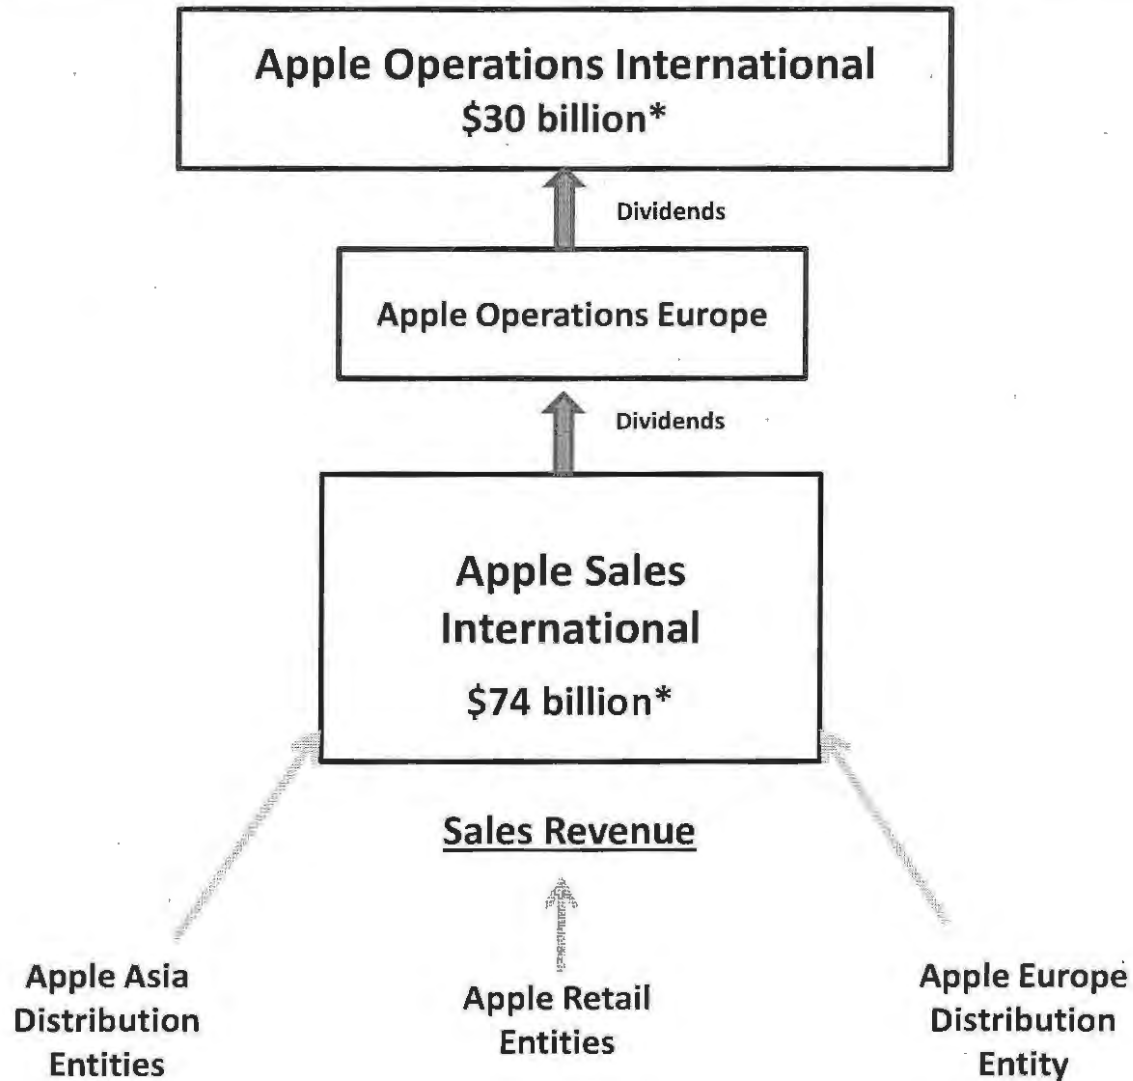 Apple Operations International
$30 billion*
Dividends
Apple Operations Europe
Dividends
Apple Sales
International
$74 billion*
Sales Revenue
Apple Asia
Distribution
Entities
Apple Retail
Entities
Apple Europe
Distribution
Entity